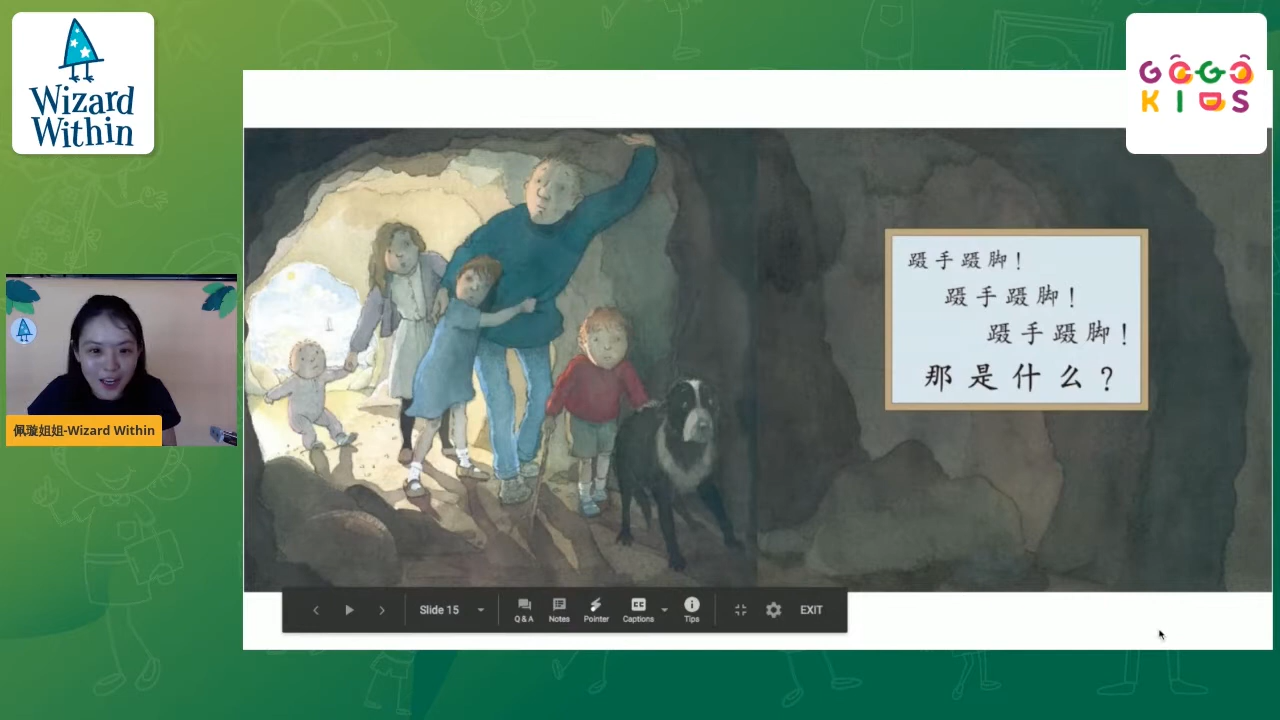 Wizard
Within
GOGO
KIDS
蹑手蹑脚！
蹑手蹑脚！
蹑手蹑脚！
那是什么？
佩璇姐姐-Wizard Within
Slide 15
Q & A
Notes
Pointer
CC
Captions
Tips
EXIT